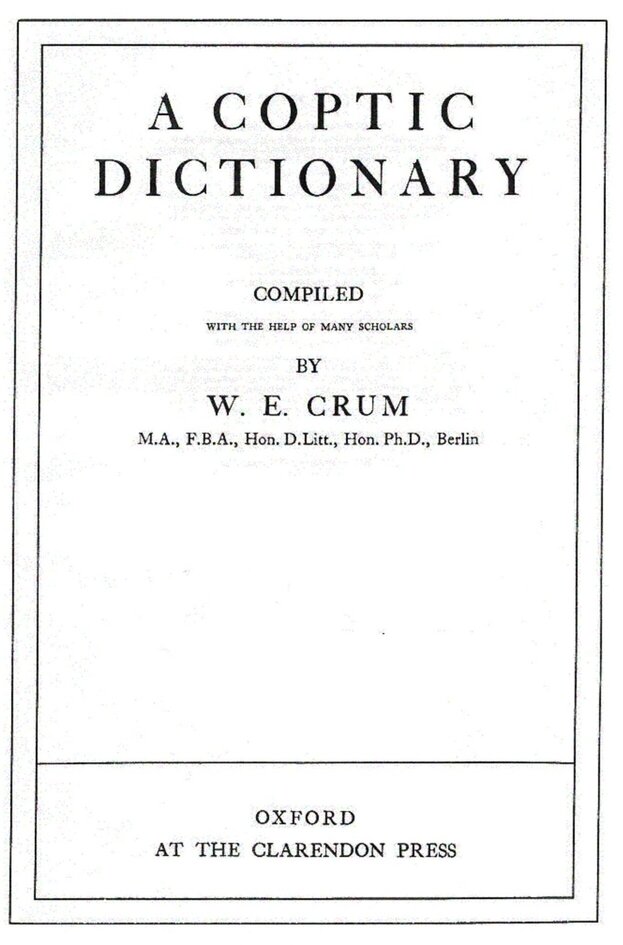 A COPTIC
DICTIONARY
COMPILED
WITH THE HELP OF MANY SCHOLARS
BY
W. E. CRUM
M.A., F.B.A., Hon. D.Litt., Hon. Ph.D., Berlin
OXFORD
AT THE CLARENDON PRESS